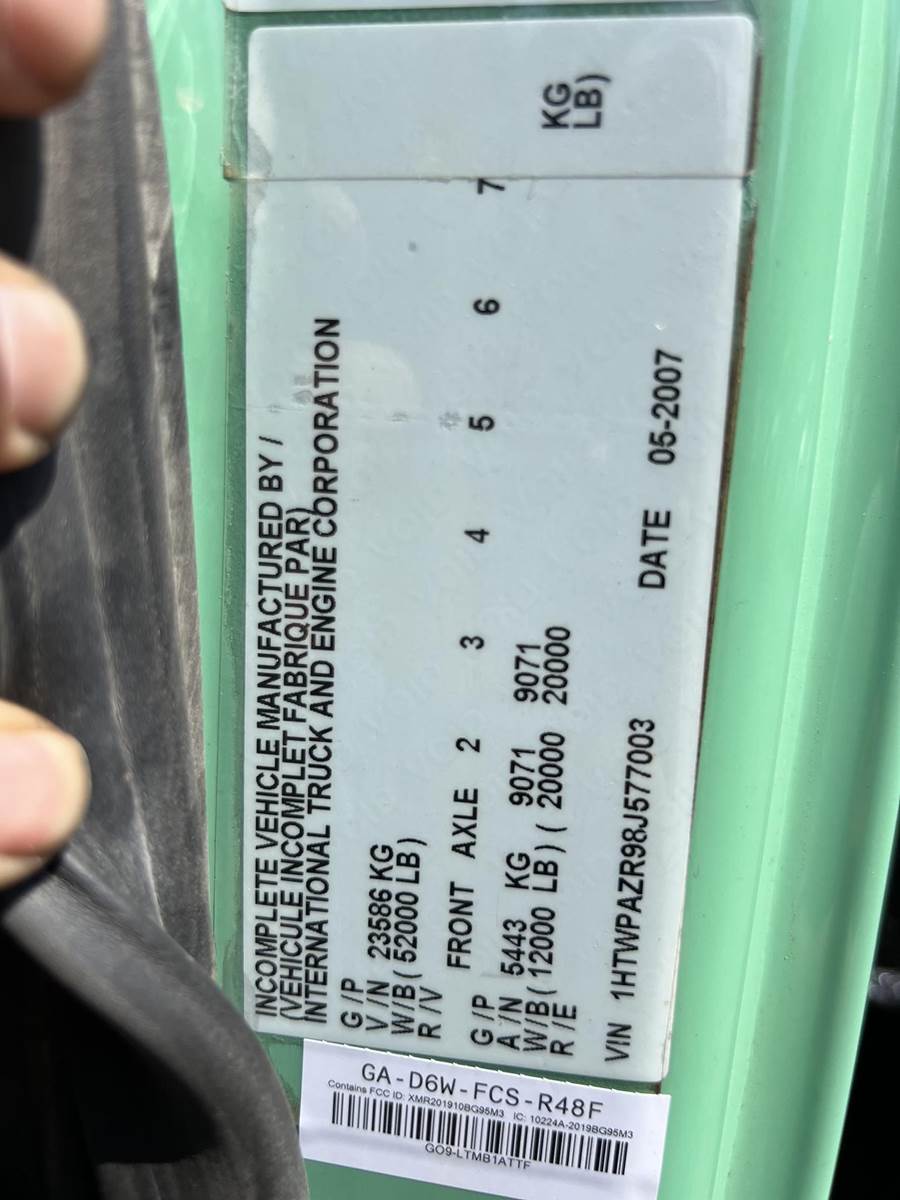 INCOMPLETE VEHICLE MANUFACTURED BY /
(VEHICULE INCOMPLET FABRIQUE PAR)
INTERNATIONAL TRUCK AND ENGINE CORPORATION
G /P
V /N 23586 KG
W/B ( 52000 LB )
R /V
FRONT AXLE 2 3 4 5 6 7
G /P
A /N 5443 KG 9071 9071 KG
W/B ( 12000 LB ) ( 20000 20000 LB )
R /E
VIN 1HTWPAZR98J577003 DATE 05-2007
GA-D6W-FCS-R48F
Contains FCC ID: XMR201910BG95M3 IC: 10224A-2019BG95M3
GO9-LTMB1ATTF